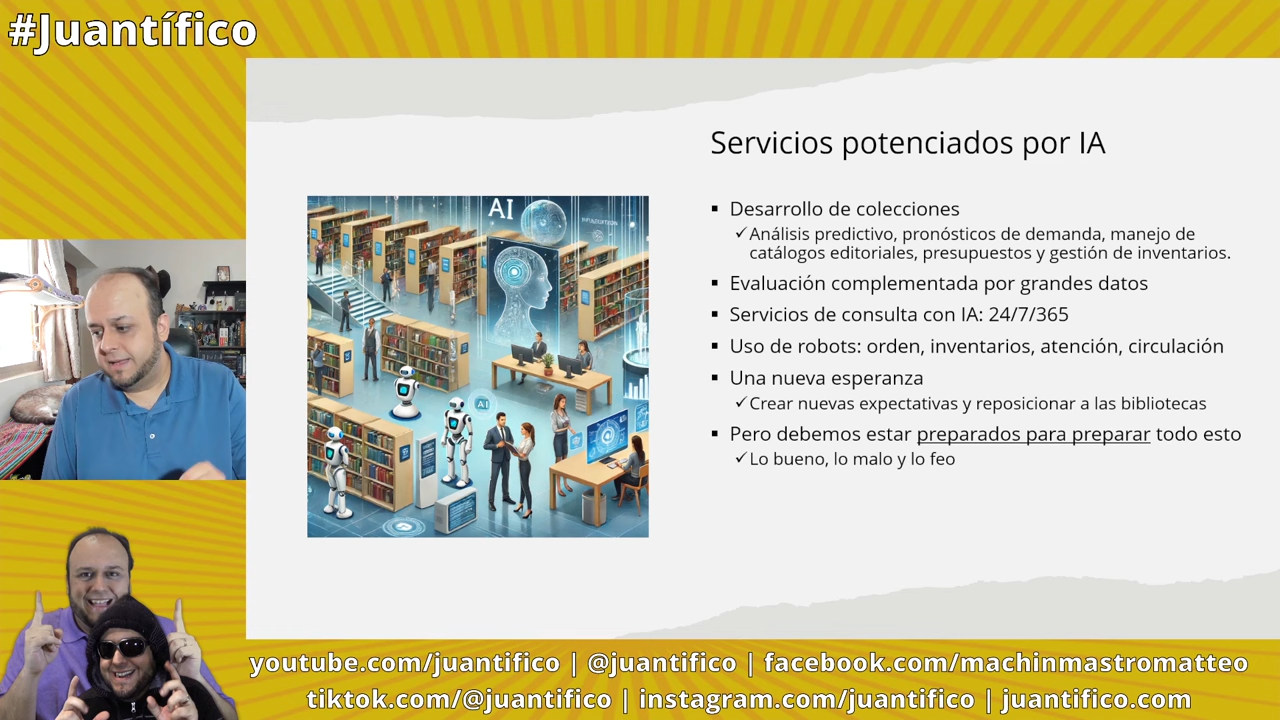 #Juantífico
Servicios potenciados por IA
▪ Desarrollo de colecciones
✓Análisis predictivo, pronósticos de demanda, manejo de
catálogos editoriales, presupuestos y gestión de inventarios.
▪ Evaluación complementada por grandes datos
▪ Servicios de consulta con IA: 24/7/365
▪ Uso de robots: orden, inventarios, atención, circulación
▪ Una nueva esperanza
✓Crear nuevas expectativas y reposicionar a las bibliotecas
▪ Pero debemos estar preparados para preparar todo esto
✓Lo bueno, lo malo y lo feo
AI
AI
youtube.com/juantifico | @juantifico | facebook.com/machinmastromatteo
tiktok.com/@juantifico | instagram.com/juantifico | juantifico.com